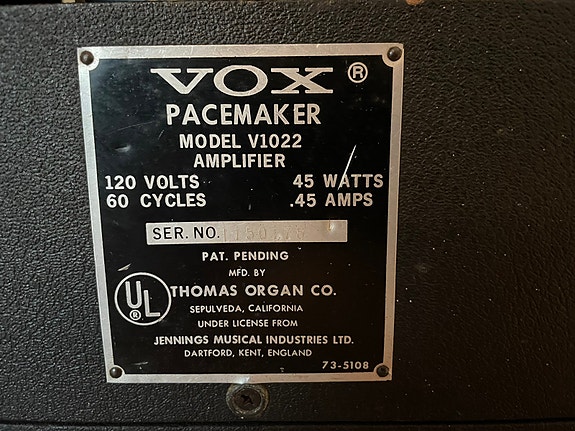 VOX ®
PACEMAKER
MODEL V1022
AMPLIFIER
120 VOLTS 45 WATTS
60 CYCLES .45 AMPS
SER. NO.
PAT. PENDING
MFD. BY
UL ® THOMAS ORGAN CO.
SEPULVEDA, CALIFORNIA
UNDER LICENSE FROM
JENNINGS MUSICAL INDUSTRIES LTD.
DARTFORD, KENT, ENGLAND
73-5108